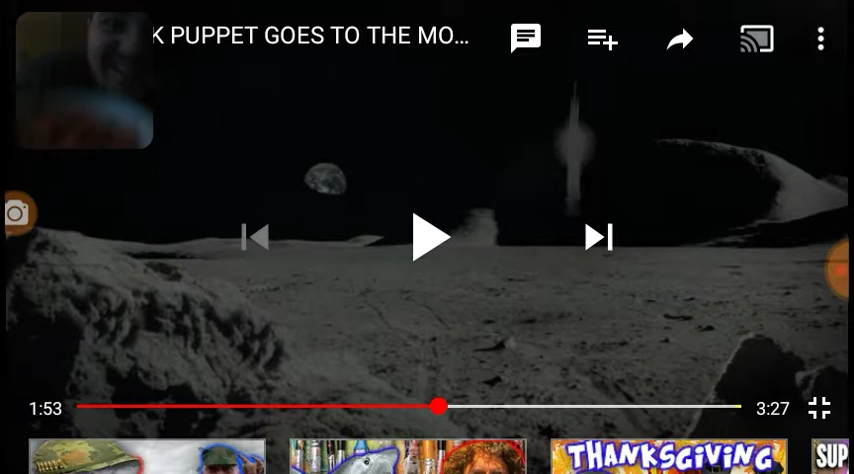 K PUPPET GOES TO THE MO...
1:53
3:27
THANKSGIVING
SUP